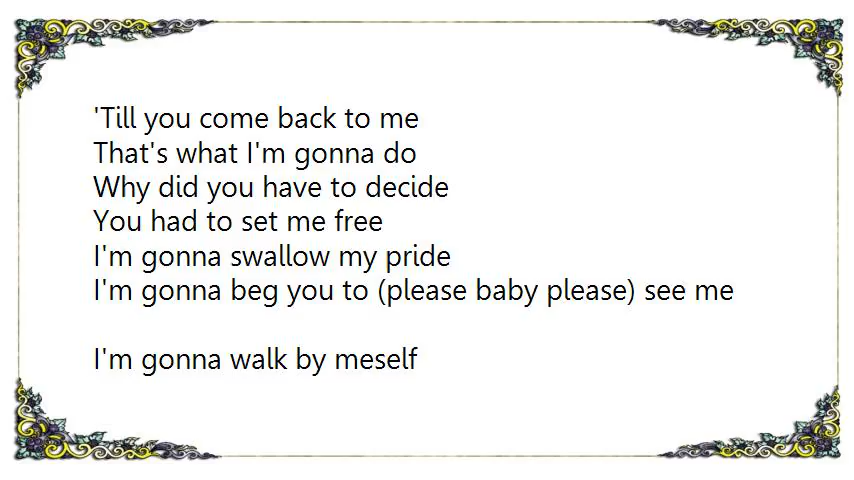 'Till you come back to me
That's what I'm gonna do
Why did you have to decide
You had to set me free
I'm gonna swallow my pride
I'm gonna beg you to (please baby please) see me
I'm gonna walk by meself